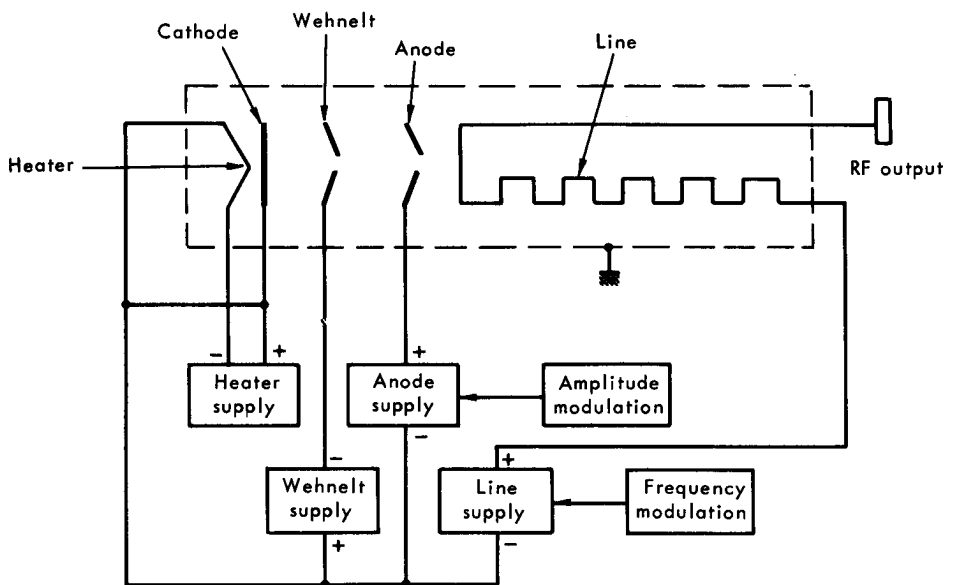 Wehnelt
Cathode
Anode
Line
Heater
RF output
-
+
+
Heater
supply
Anode
supply
Amplitude
modulation
-
-
+
Wehnelt
supply
Line
supply
Frequency
modulation
+
-